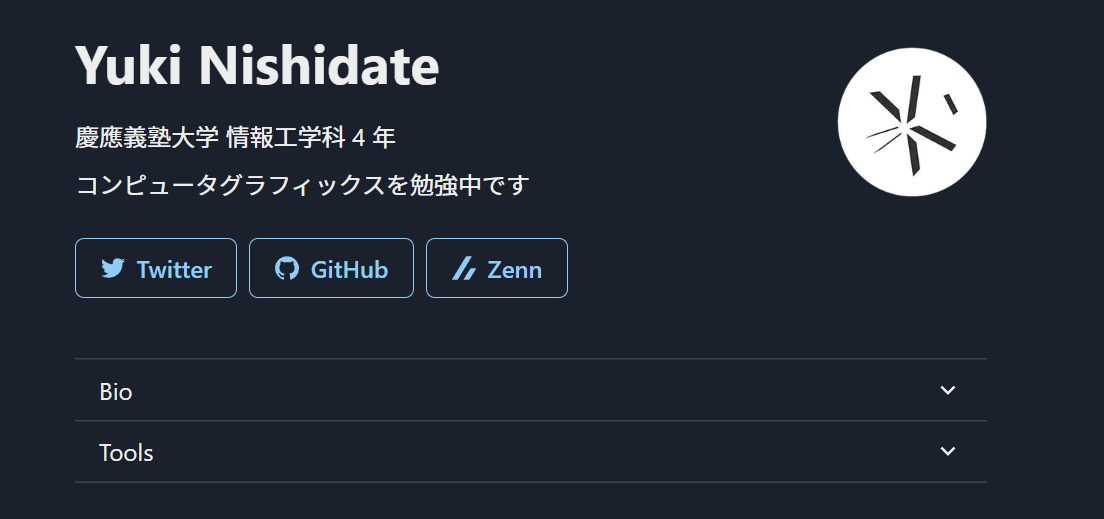 Yuki Nishidate
慶應義塾大学 情報工学科 4 年
コンピュータグラフィックスを勉強中です
Twitter GitHub Zenn
Bio
Tools